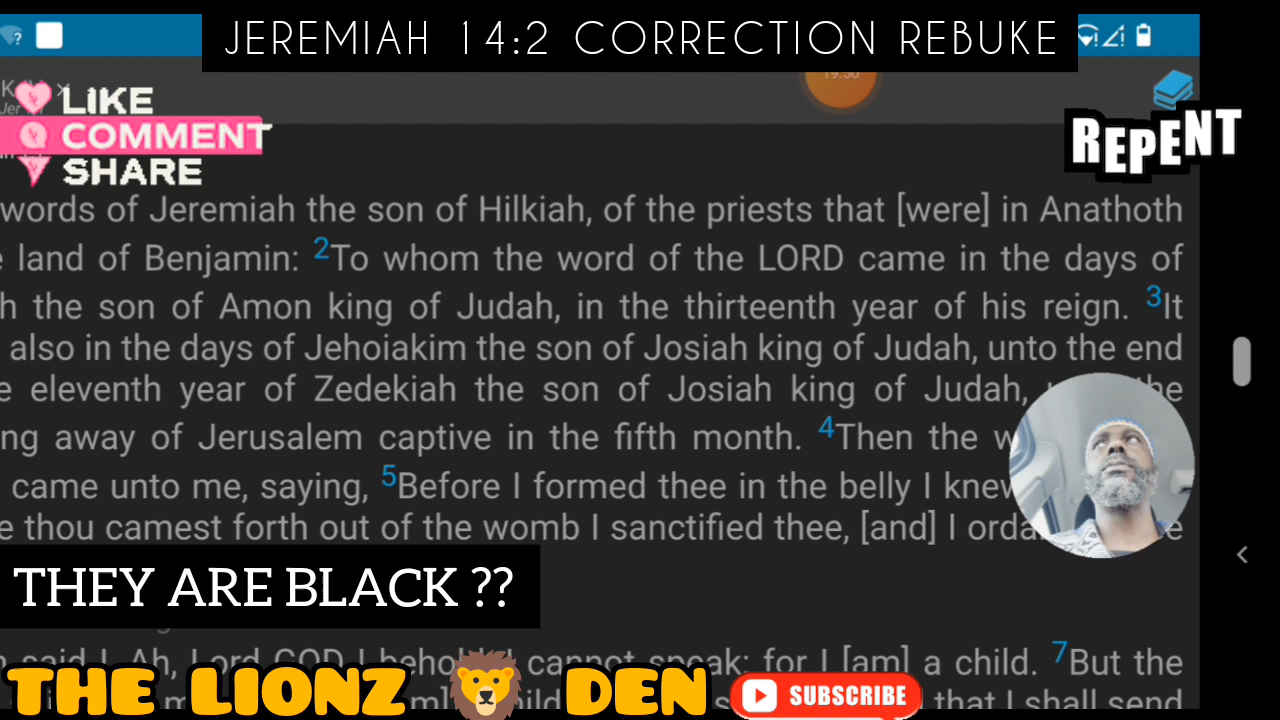 JEREMIAH 14:2 CORRECTION REBUKE
19:30
LIKE
COMMENT
SHARE
REPENT
words of Jeremiah the son of Hilkiah, of the priests that [were] in Anathoth
land of Benjamin: 2To whom the word of the LORD came in the days of
h the son of Amon king of Judah, in the thirteenth year of his reign. 3It
also in the days of Jehoiakim the son of Josiah king of Judah, unto the end
e eleventh year of Zedekiah the son of Josiah king of Judah, the
ng away of Jerusalem captive in the fifth month. 4Then the w
came unto me, saying, 5Before I formed thee in the belly I knew
e thou camest forth out of the womb I sanctified thee, [and] I
THEY ARE BLACK ??
said I, Ah, Lord GOD I behold I cannot speak: for I [am] a child. 7But the
THE LIONZ 🦁 DEN
SUBSCRIBE
that I shall send